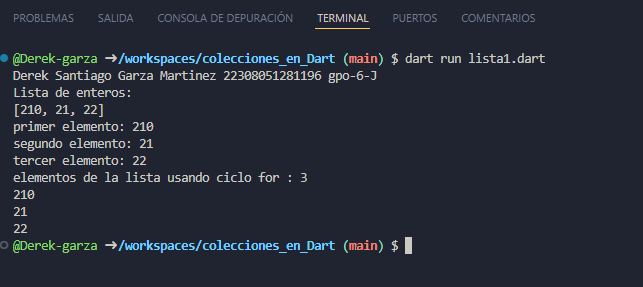 PROBLEMAS SALIDA CONSOLA DE DEPURACIÓN TERMINAL PUERTOS COMENTARIOS
@Derek-garza ➜/workspaces/colecciones_en_Dart (main) $ dart run lista1.dart
Derek Santiago Garza Martinez 22308051281196 gpo-6-J
Lista de enteros:
[210, 21, 22]
primer elemento: 210
segundo elemento: 21
tercer elemento: 22
elementos de la lista usando ciclo for : 3
210
21
22
@Derek-garza ➜/workspaces/colecciones_en_Dart (main) $